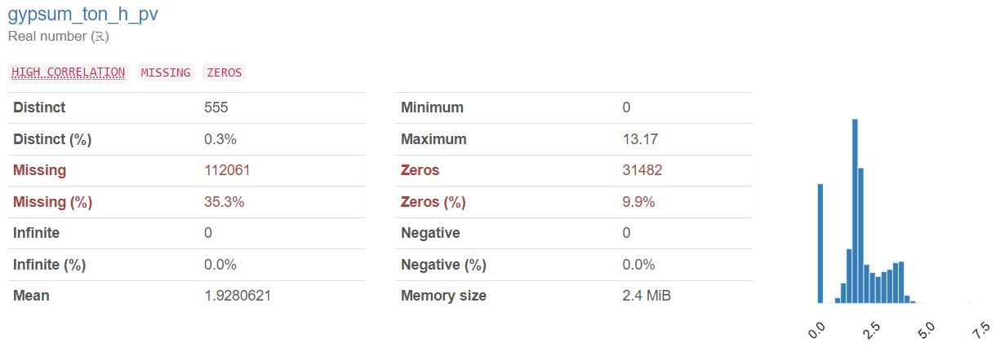 gypsum_ton_h_pv
Real number (ℝ)
HIGH CORRELATION MISSING ZEROS
Distinct 555
Distinct (%) 0.3%
Missing 112061
Missing (%) 35.3%
Infinite 0
Infinite (%) 0.0%
Mean 1.9280621
Minimum 0
Maximum 13.17
Zeros 31482
Zeros (%) 9.9%
Negative 0
Negative (%) 0.0%
Memory size 2.4 MiB
0.0 2.5 5.0 7.5